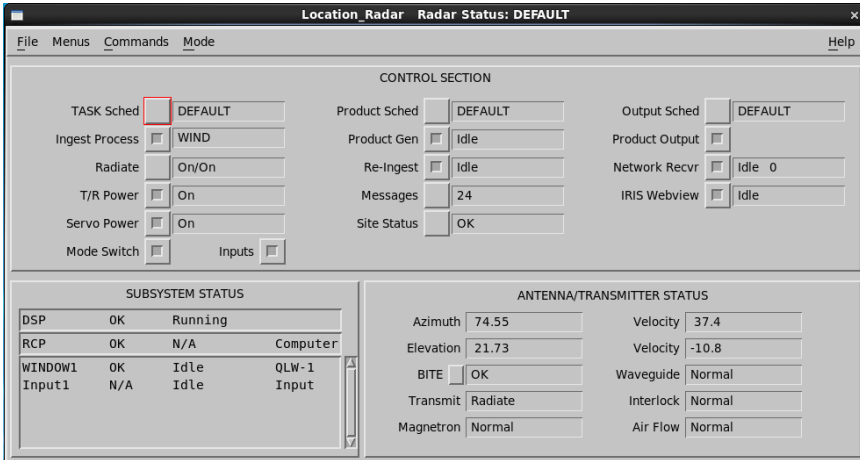 Location_Radar Radar Status: DEFAULT ×
File Menus Commands Mode Help
CONTROL SECTION
TASK Sched DEFAULT Product Sched DEFAULT Output Sched DEFAULT
Ingest Process WIND Product Gen Idle Product Output
Radiate On/On Re-Ingest Idle Network Recvr Idle 0
T/R Power On Messages 24 IRIS Webview Idle
Servo Power On Site Status OK
Mode Switch Inputs
SUBSYSTEM STATUS ANTENNA/TRANSMITTER STATUS
DSP OK Running Azimuth 74.55 Velocity 37.4
RCP OK N/A Computer Elevation 21.73 Velocity -10.8
WINDOW1 OK Idle QLW-1 BITE OK Waveguide Normal
Input1 N/A Idle Input Transmit Radiate Interlock Normal
Magnetron Normal Air Flow Normal